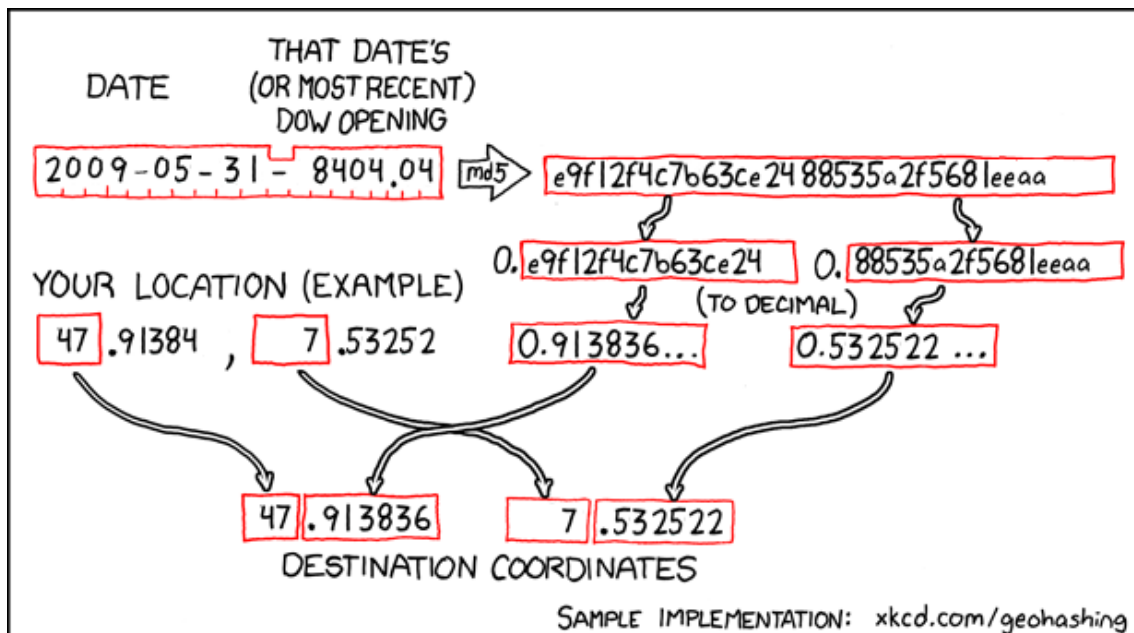 DATE
THAT DATE'S
(OR MOST RECENT)
DOW OPENING
2009-05-31-8404.04
md5
e9f12f4c7b63ce2488535a2f5681eeaa
0.e9f12f4c7b63ce24
0.88535a2f5681eeaa
YOUR LOCATION (EXAMPLE)
(TO DECIMAL)
47.91384, 7.53252
0.913836...
0.532522...
47.913836
7.532522
DESTINATION COORDINATES
SAMPLE IMPLEMENTATION: xkcd.com/geohashing